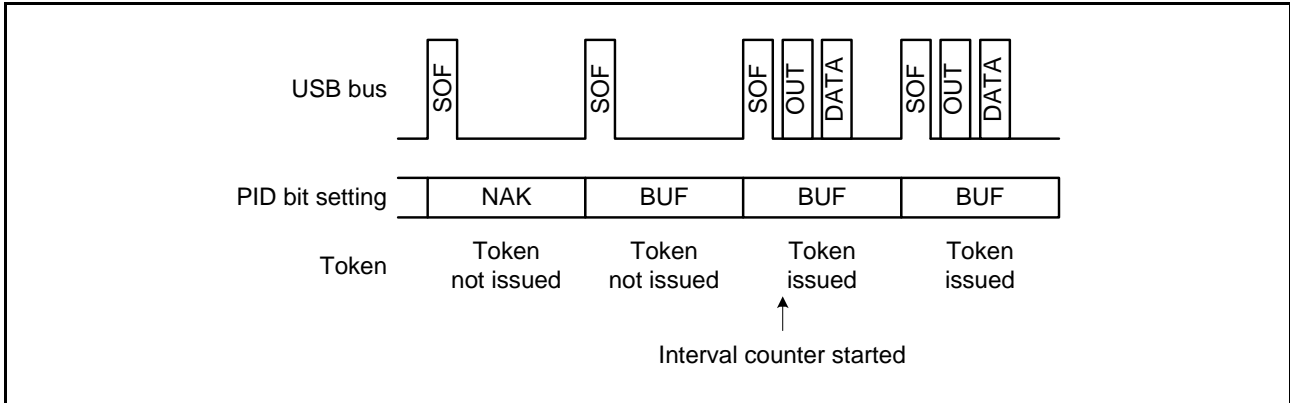 USB bus
SOF
SOF
SOF
OUT
DATA
SOF
OUT
DATA
PID bit setting
NAK
BUF
BUF
BUF
Token
Token
not issued
Token
not issued
Token
issued
Token
issued
Interval counter started